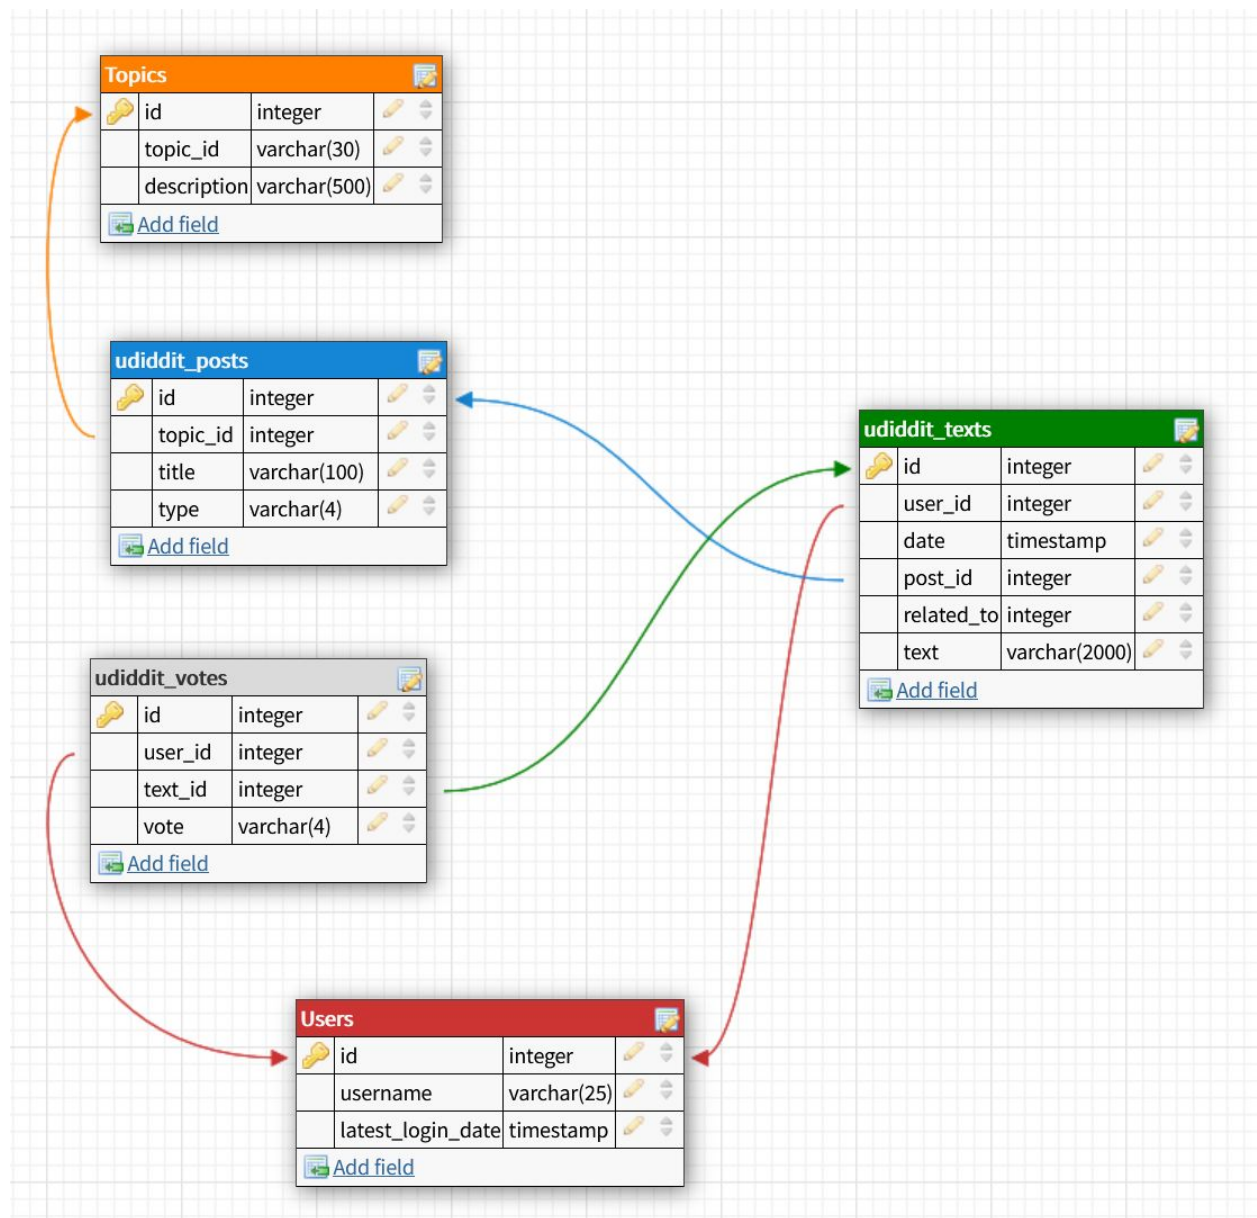 Topics
id integer
topic_id varchar(30)
description varchar(500)
Add field
udiddit_posts
id integer
topic_id integer
title varchar(100)
type varchar(4)
Add field
udiddit_texts
id integer
user_id integer
date timestamp
post_id integer
related_to integer
text varchar(2000)
Add field
udiddit_votes
id integer
user_id integer
text_id integer
vote varchar(4)
Add field
Users
id integer
username varchar(25)
latest_login_date timestamp
Add field